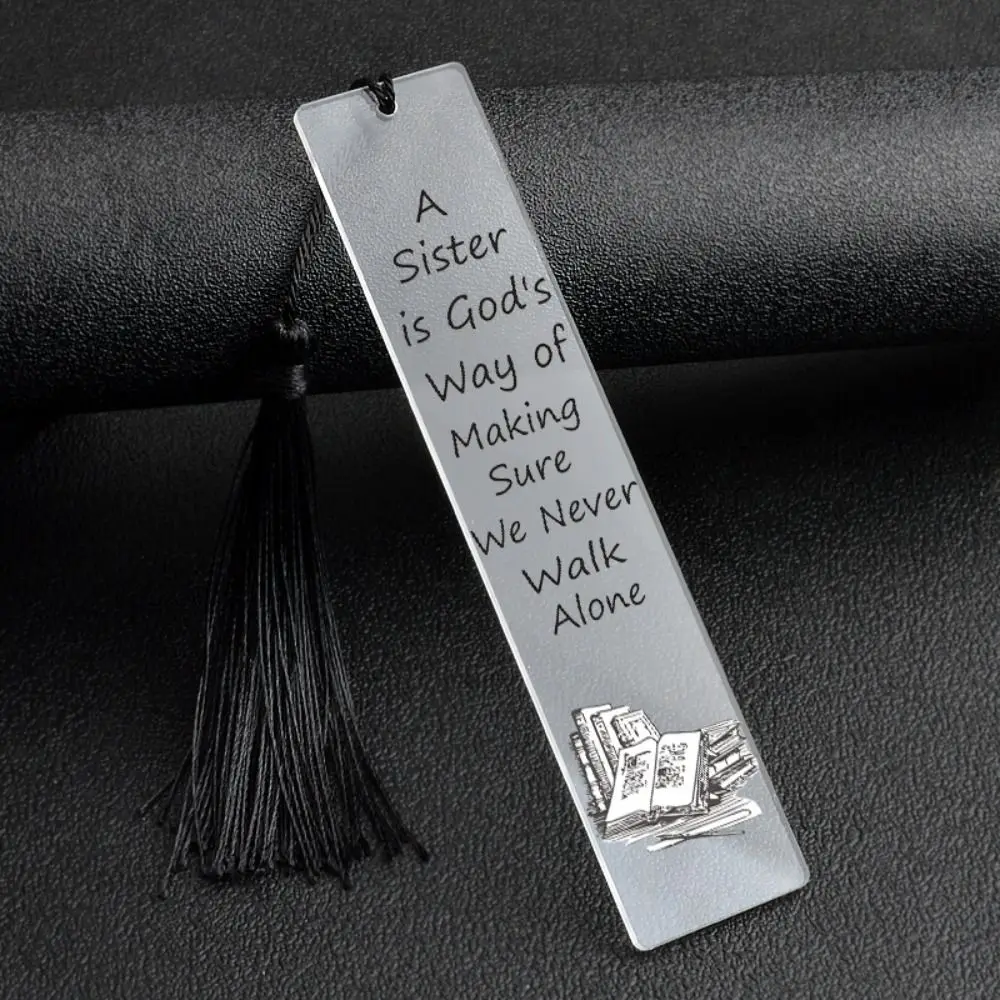 A
Sister
is God's
Way of
Making
Sure
We Never
Walk
Alone